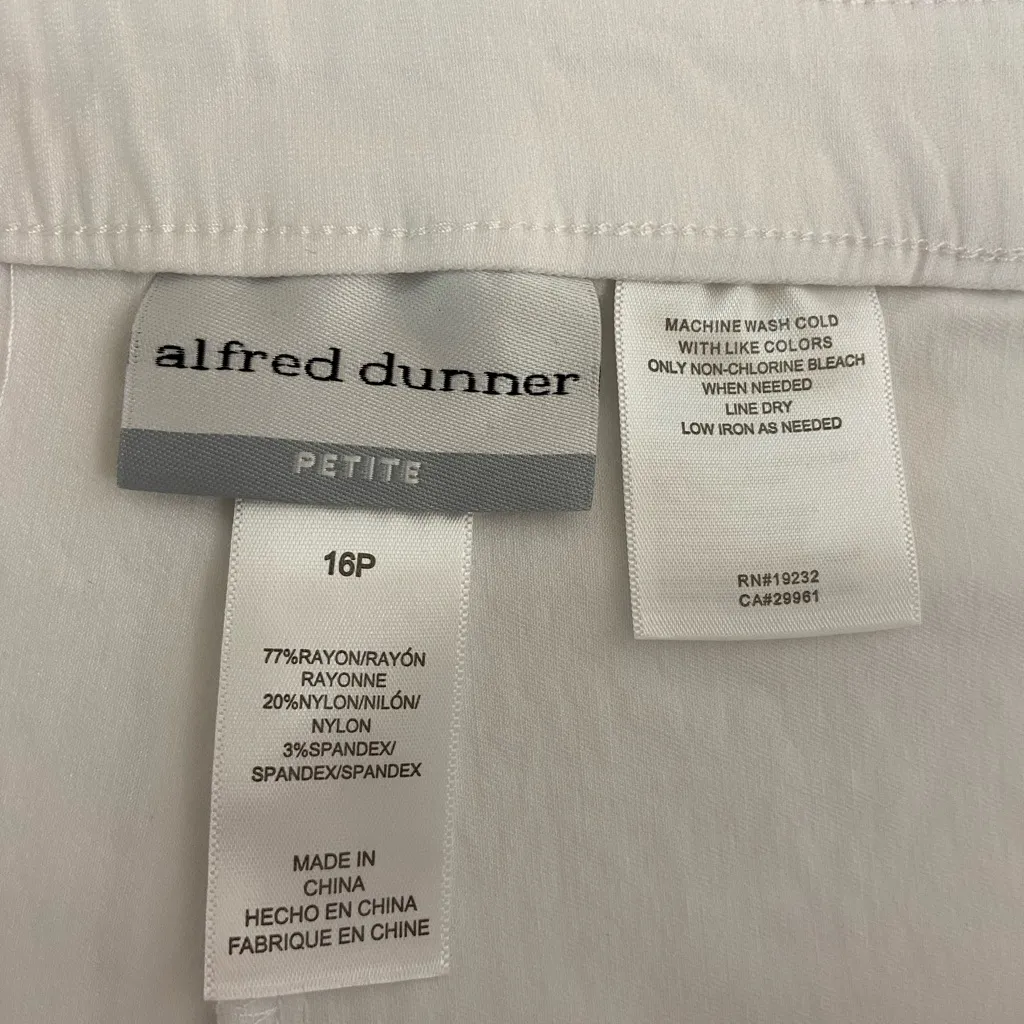 alfred dunner
PETITE
16P
77%RAYON/RAYÓN
RAYONNE
20%NYLON/NILÓN/
NYLON
3%SPANDEX/
SPANDEX/SPANDEX
MADE IN
CHINA
HECHO EN CHINA
FABRIQUE EN CHINE
MACHINE WASH COLD
WITH LIKE COLORS
ONLY NON-CHLORINE BLEACH
WHEN NEEDED
LINE DRY
LOW IRON AS NEEDED
RN#19232
CA#29961